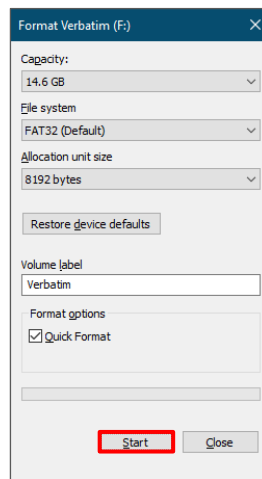 Format Verbatim (F:)
Capacity:
14.6 GB
File system
FAT32 (Default)
Allocation unit size
8192 bytes
Restore device defaults
Volume label
Verbatim
Format options
Quick Format
Start Close